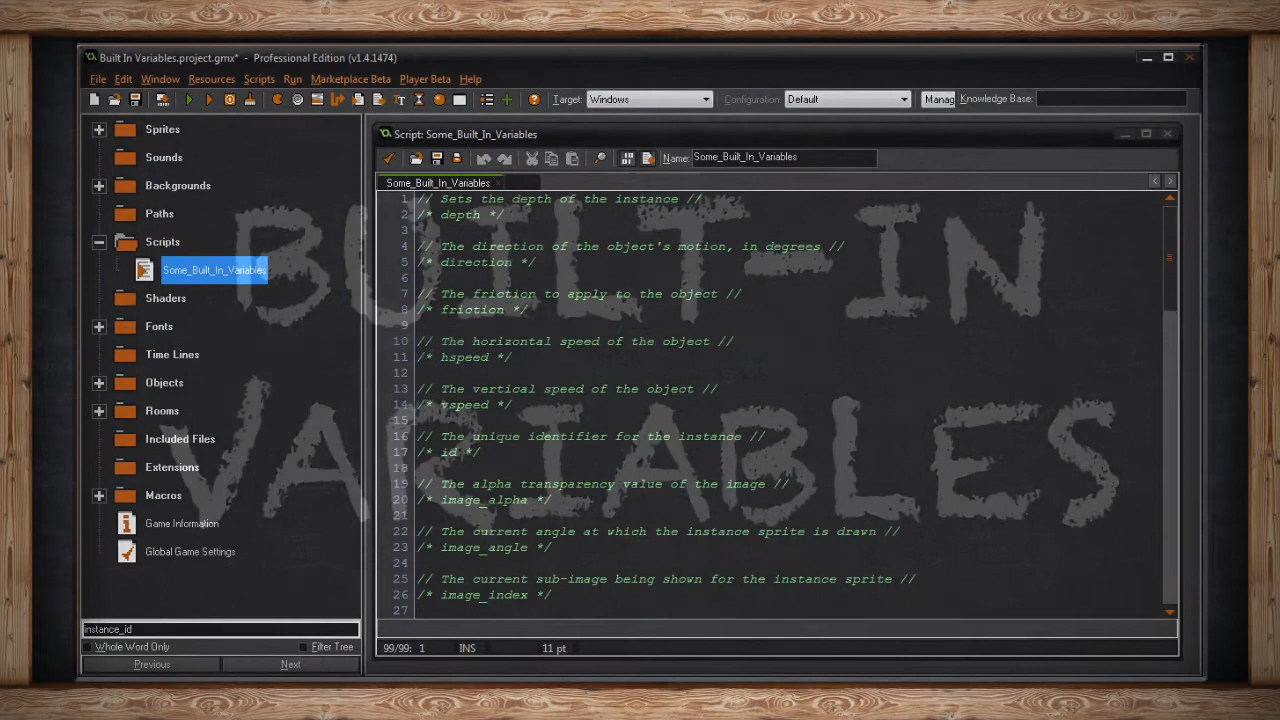 Built In Variables.project.gmx* - Professional Edition (v1.4.1474)
File Edit Window Resources Scripts Run Marketplace Beta Player Beta Help
Target: Windows Configuration: Default Manag Knowledge Base:
Sprites
Sounds
Backgrounds
Paths
Scripts
Some_Built_In_Variables
Shaders
Fonts
Time Lines
Objects
Rooms
Included Files
Extensions
Macros
Game Information
Global Game Settings
instance_id
Whole Word Only Filter Tree
Previous Next
Script: Some_Built_In_Variables
Name: Some_Built_In_Variables
Some_Built_In_Variables
1 // Sets the depth of the instance //
2 /* depth */
3
4 // The direction of the object's motion, in degrees //
5 /* direction */
6
7 // The friction to apply to the object //
8 /* friction */
9
10 // The horizontal speed of the object //
11 /* hspeed */
12
13 // The vertical speed of the object //
14 /* vspeed */
15
16 // The unique identifier for the instance //
17 /* id */
18
19 // The alpha transparency value of the image //
20 /* image_alpha */
21
22 // The current angle at which the instance sprite is drawn //
23 /* image_angle */
24
25 // The current sub-image being shown for the instance sprite //
26 /* image_index */
27
99/99: 1 INS 11 pt
BUILT-IN
VARIABLES